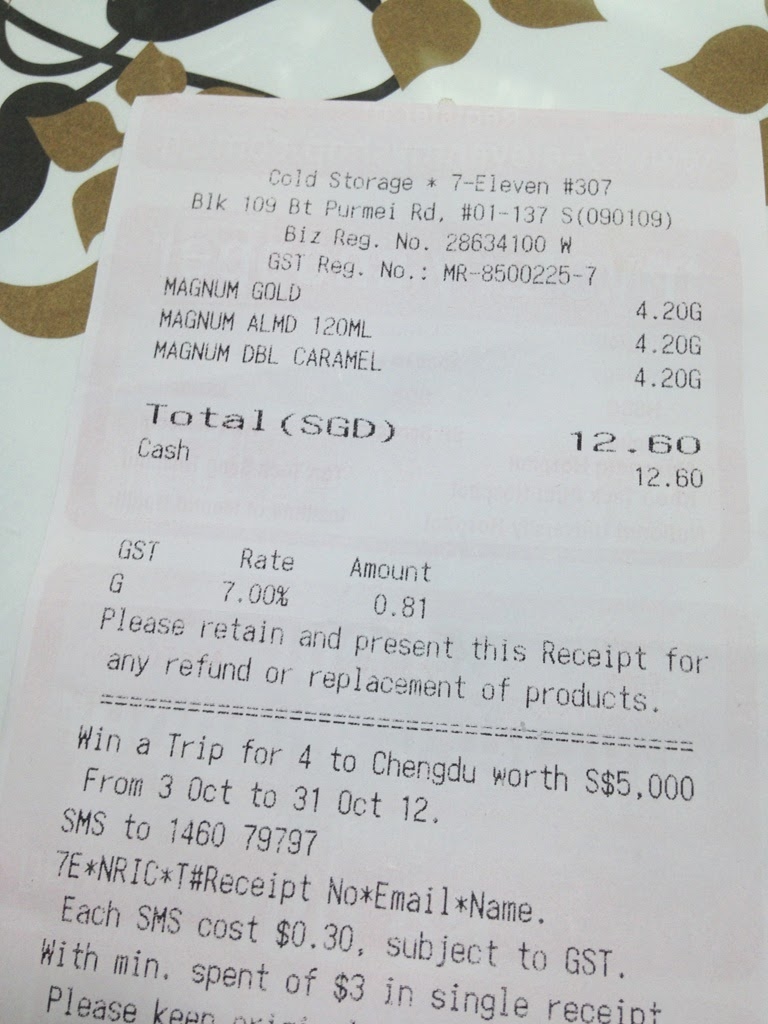 Cold Storage * 7-Eleven #307
Blk 109 Bt Purmei Rd, #01-137 S(090109)
Biz Reg. No. 28634100 W
GST Reg. No.: MR-8500225-7
MAGNUM GOLD 4.20G
MAGNUM ALMD 120ML 4.20G
MAGNUM DBL CARAMEL 4.20G
Total(SGD) 12.60
Cash 12.60
GST Rate Amount
G 7.00% 0.81
Please retain and present this Receipt for
any refund or replacement of products.
========================================
Win a Trip for 4 to Chengdu worth S$5,000
From 3 Oct to 31 Oct 12.
SMS to 1460 79797
7E*NRIC*T#Receipt No*Email*Name.
Each SMS cost $0.30, subject to GST.
With min. spent of $3 in single receipt
Please keep